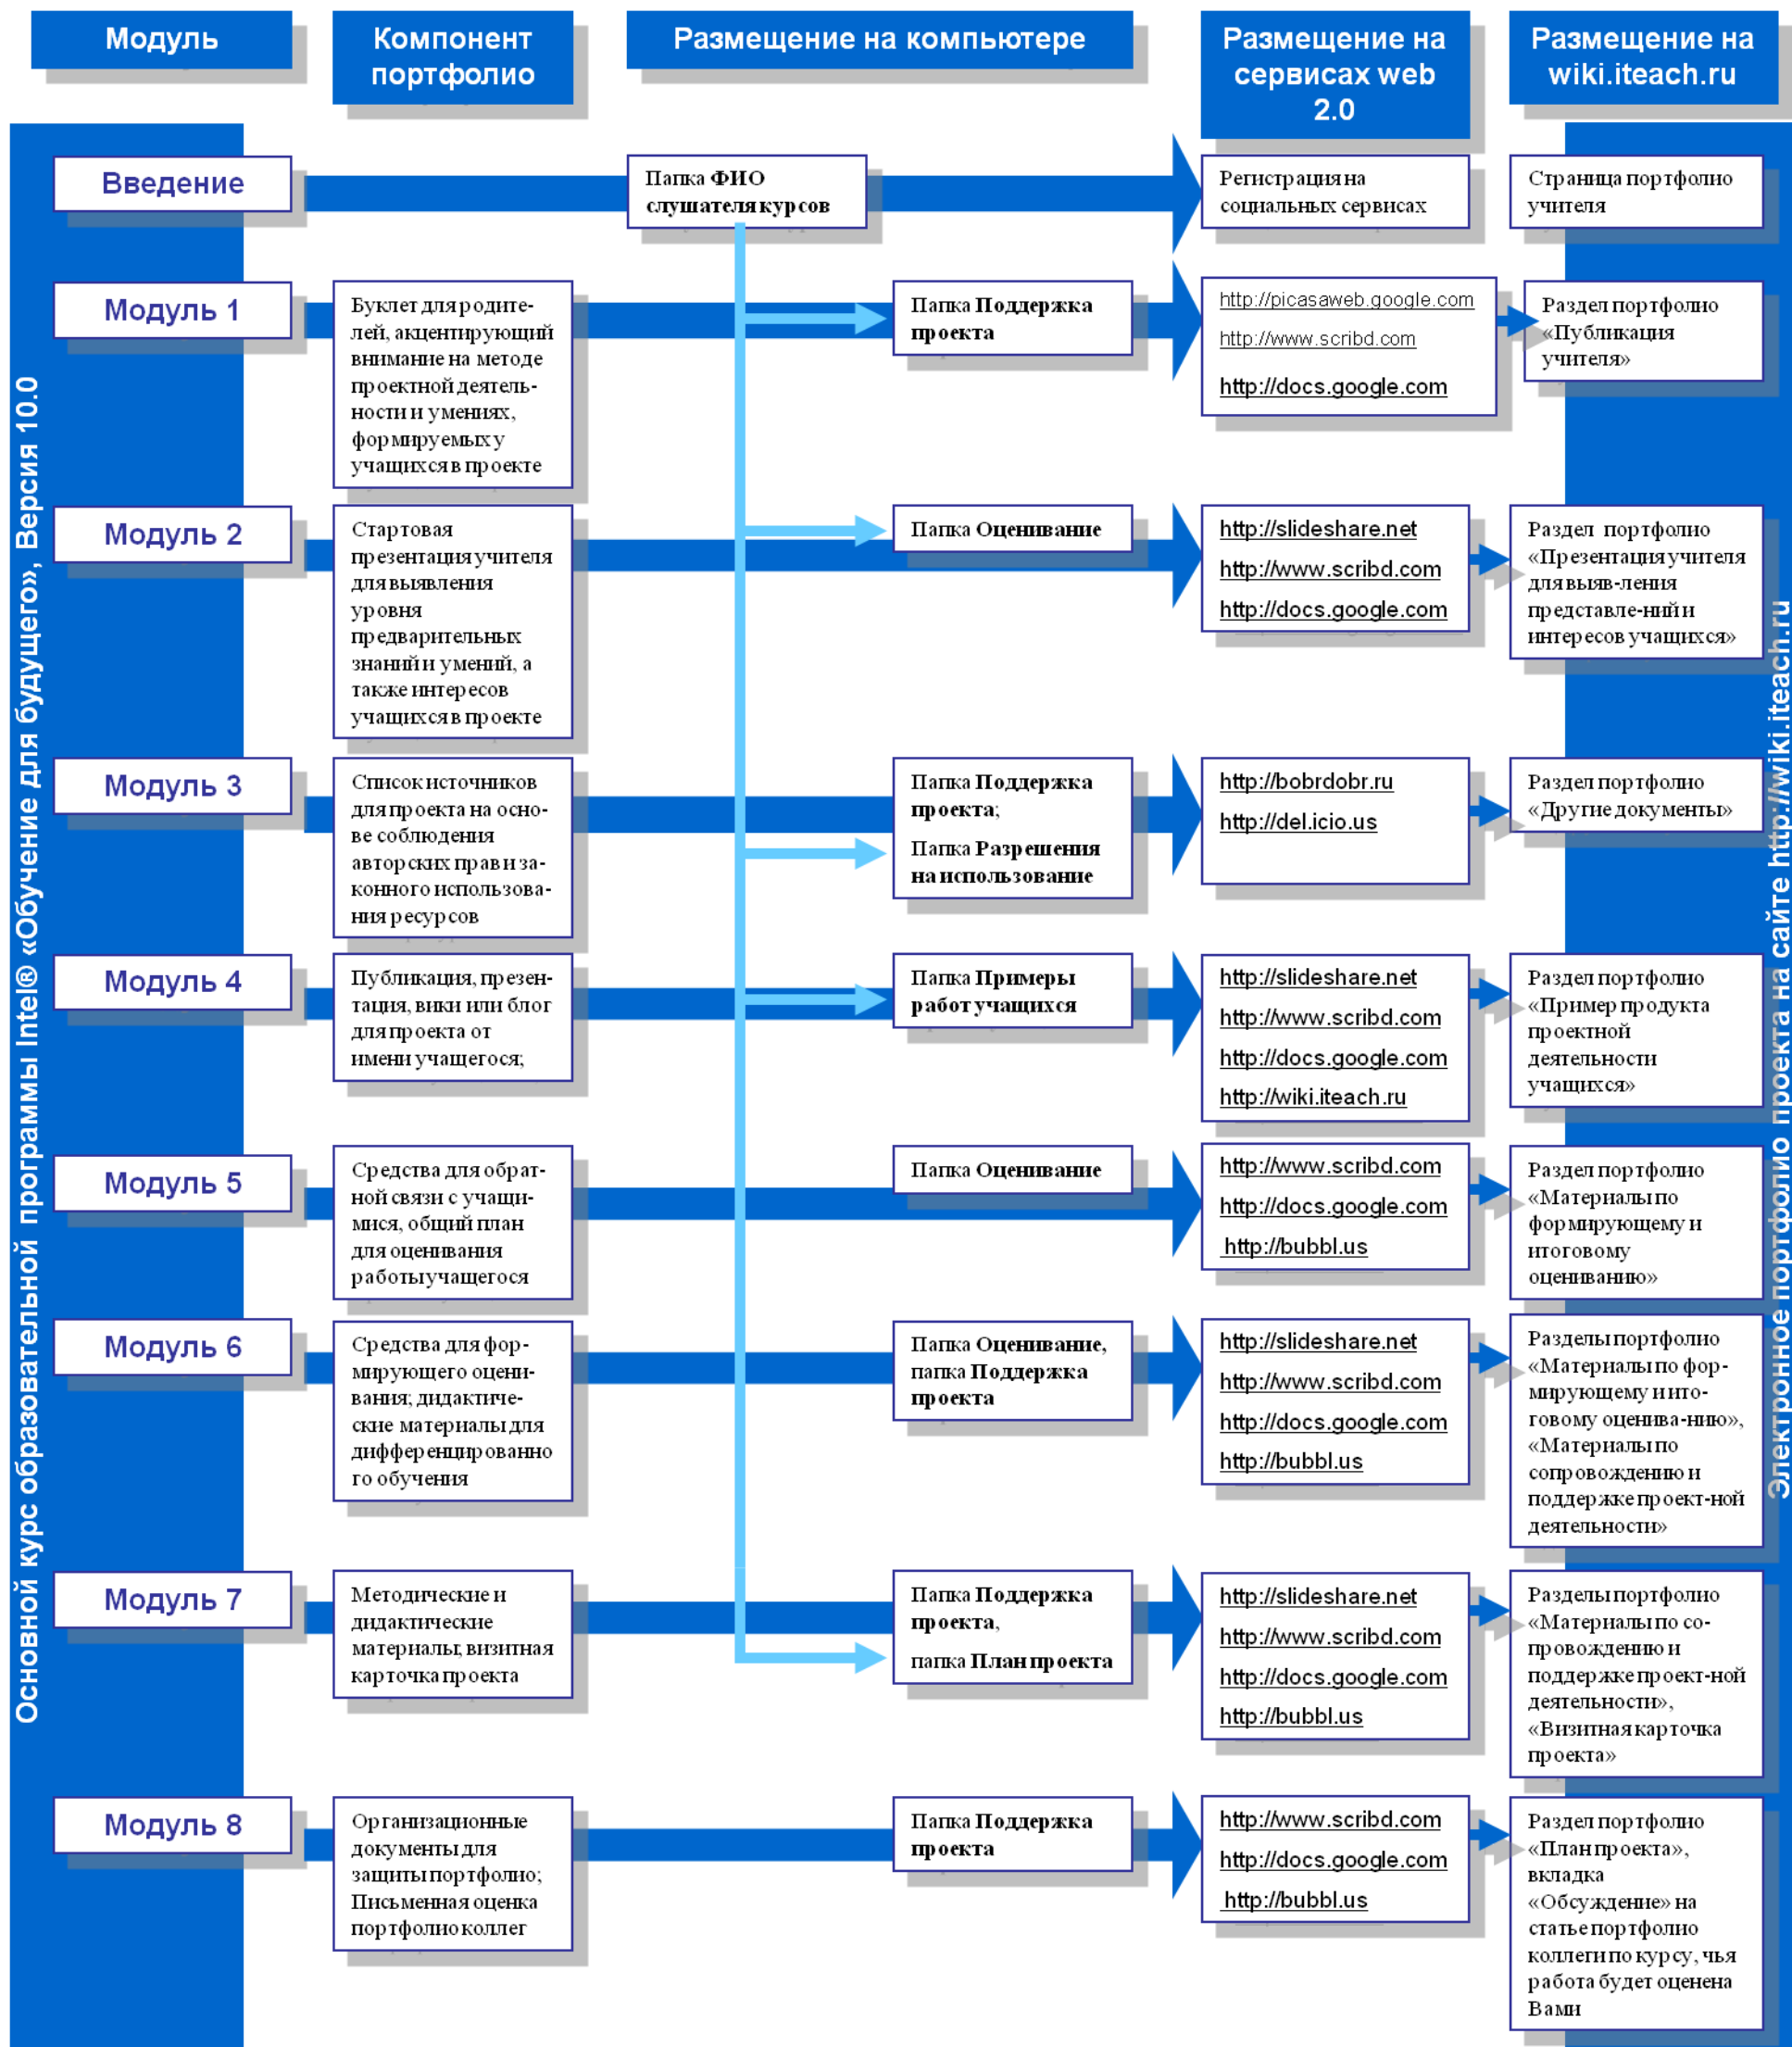 Модуль
Компонент
портфолио
Размещение на компьютере
Размещение на
сервисах web
2.0
Размещение на
wiki.iteach.ru
Основной курс образовательной программы Intel® «Обучение для будущего», Версия 10.0
Введение
Папка ФИО
слушателя курсов
Регистрация на
социальных сервисах
Страница портфолио
учителя
Модуль 1
Буклет для родите-
лей, акцентирующий
внимание на методе
проектной деятель-
ности и умениях,
формируемых у
учащихся в проекте
Папка Поддержка
проекта
http://picasaweb.google.com
http://www.scribd.com
http://docs.google.com
Раздел портфолио
«Публикация
учителя»
Модуль 2
Стартовая
презентация учителя
для выявления
уровня
предварительных
знаний и умений, а
также интересов
учащихся в проекте
Папка Оценивание
http://slideshare.net
http://www.scribd.com
http://docs.google.com
Раздел портфолио
«Презентация учителя
для выяв-ления
представле-ний и
интересов учащихся»
Модуль 3
Список источников
для проекта на осно-
ве соблюдения
авторских прав и за-
конного использова-
ния ресурсов
Папка Поддержка
проекта;
Папка Разрешения
на использование
http://bobrdobr.ru
http://del.icio.us
Раздел портфолио
«Другие документы»
Модуль 4
Публикация, презен-
тация, вики или блог
для проекта от
имени учащегося;
Папка Примеры
работ учащихся
http://slideshare.net
http://www.scribd.com
http://docs.google.com
http://wiki.iteach.ru
Раздел портфолио
«Пример продукта
проектной
деятельности
учащихся»
Модуль 5
Средства для обрат-
ной связи с учащи-
мися, общий план
для оценивания
работы учащегося
Папка Оценивание
http://www.scribd.com
http://docs.google.com
http://bubbl.us
Раздел портфолио
«Материалы по
формирующему и
итоговому
оцениванию»
Модуль 6
Средства для фор-
мирующего оцени-
вания; дидактиче-
ские материалы для
дифференцированно
го обучения
Папка Оценивание,
папка Поддержка
проекта
http://slideshare.net
http://www.scribd.com
http://docs.google.com
http://bubbl.us
Разделы портфолио
«Материалы по фор-
мирующему и ито-
говому оценива-нию»,
«Материалы по
сопровождению и
поддержке проект-ной
деятельности»
Модуль 7
Методические и
дидактические
материалы; визитная
карточка проекта
Папка Поддержка
проекта,
папка План проекта
http://slideshare.net
http://www.scribd.com
http://docs.google.com
http://bubbl.us
Разделы портфолио
«Материалы по со-
провождению и
поддержке проект-ной
деятельности»,
«Визитная карточка
проекта»
Модуль 8
Организационные
документы для
защиты портфолио;
Письменная оценка
портфолио коллег
Папка Поддержка
проекта
http://www.scribd.com
http://docs.google.com
http://bubbl.us
Раздел портфолио
«План проекта»,
вкладка
«Обсуждение» на
статье портфолио
коллеги по курсу, чья
работа будет оценена
Вами
Электронное портфолио проекта на сайте http://wiki.iteach.ru